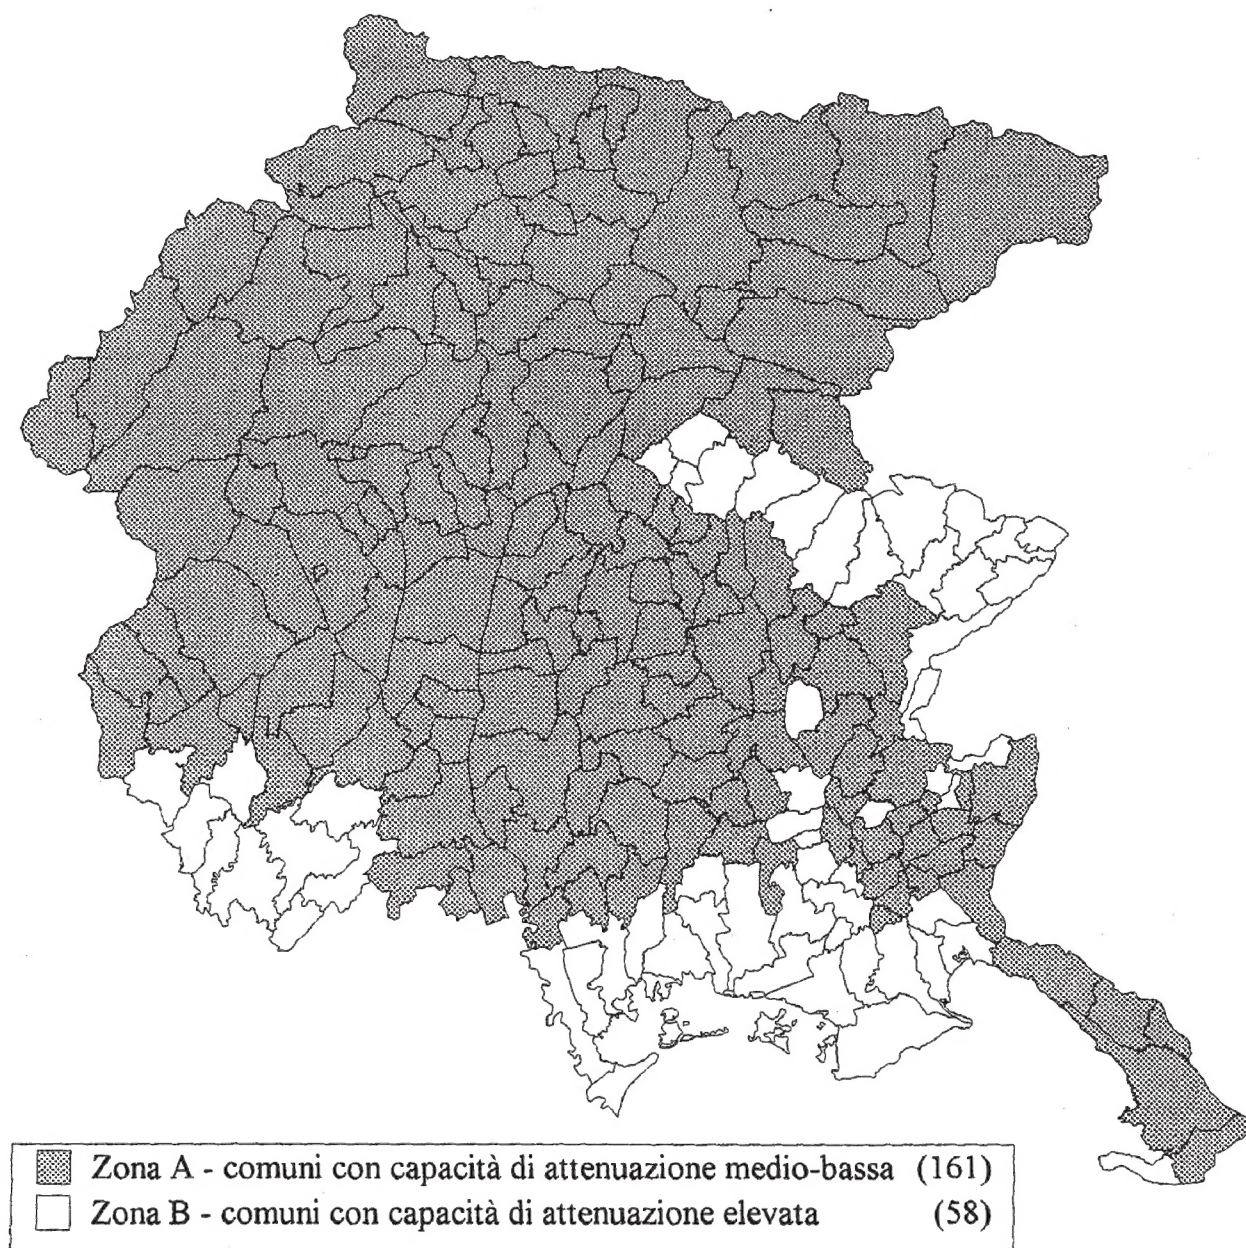 Zona A - comuni con capacità di attenuazione medio-bassa (161)
Zona B - comuni con capacità di attenuazione elevata (58)